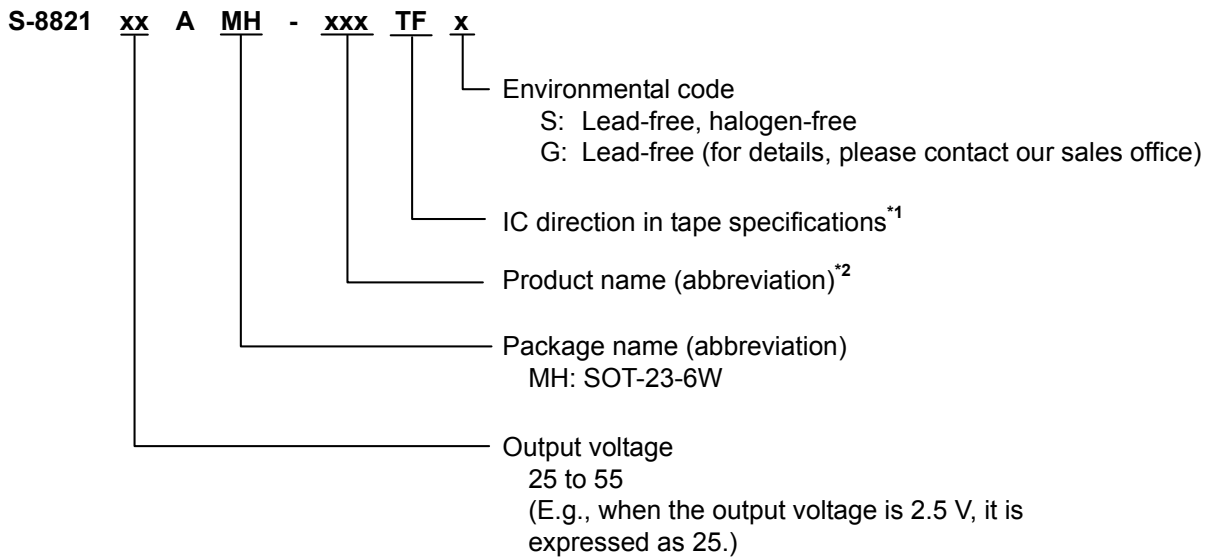 S-8821 xx A MH - xxx TF x
Environmental code
S: Lead-free, halogen-free
G: Lead-free (for details, please contact our sales office)
IC direction in tape specifications*1
Product name (abbreviation)*2
Package name (abbreviation)
MH: SOT-23-6W
Output voltage
25 to 55
(E.g., when the output voltage is 2.5 V, it is
expressed as 25.)